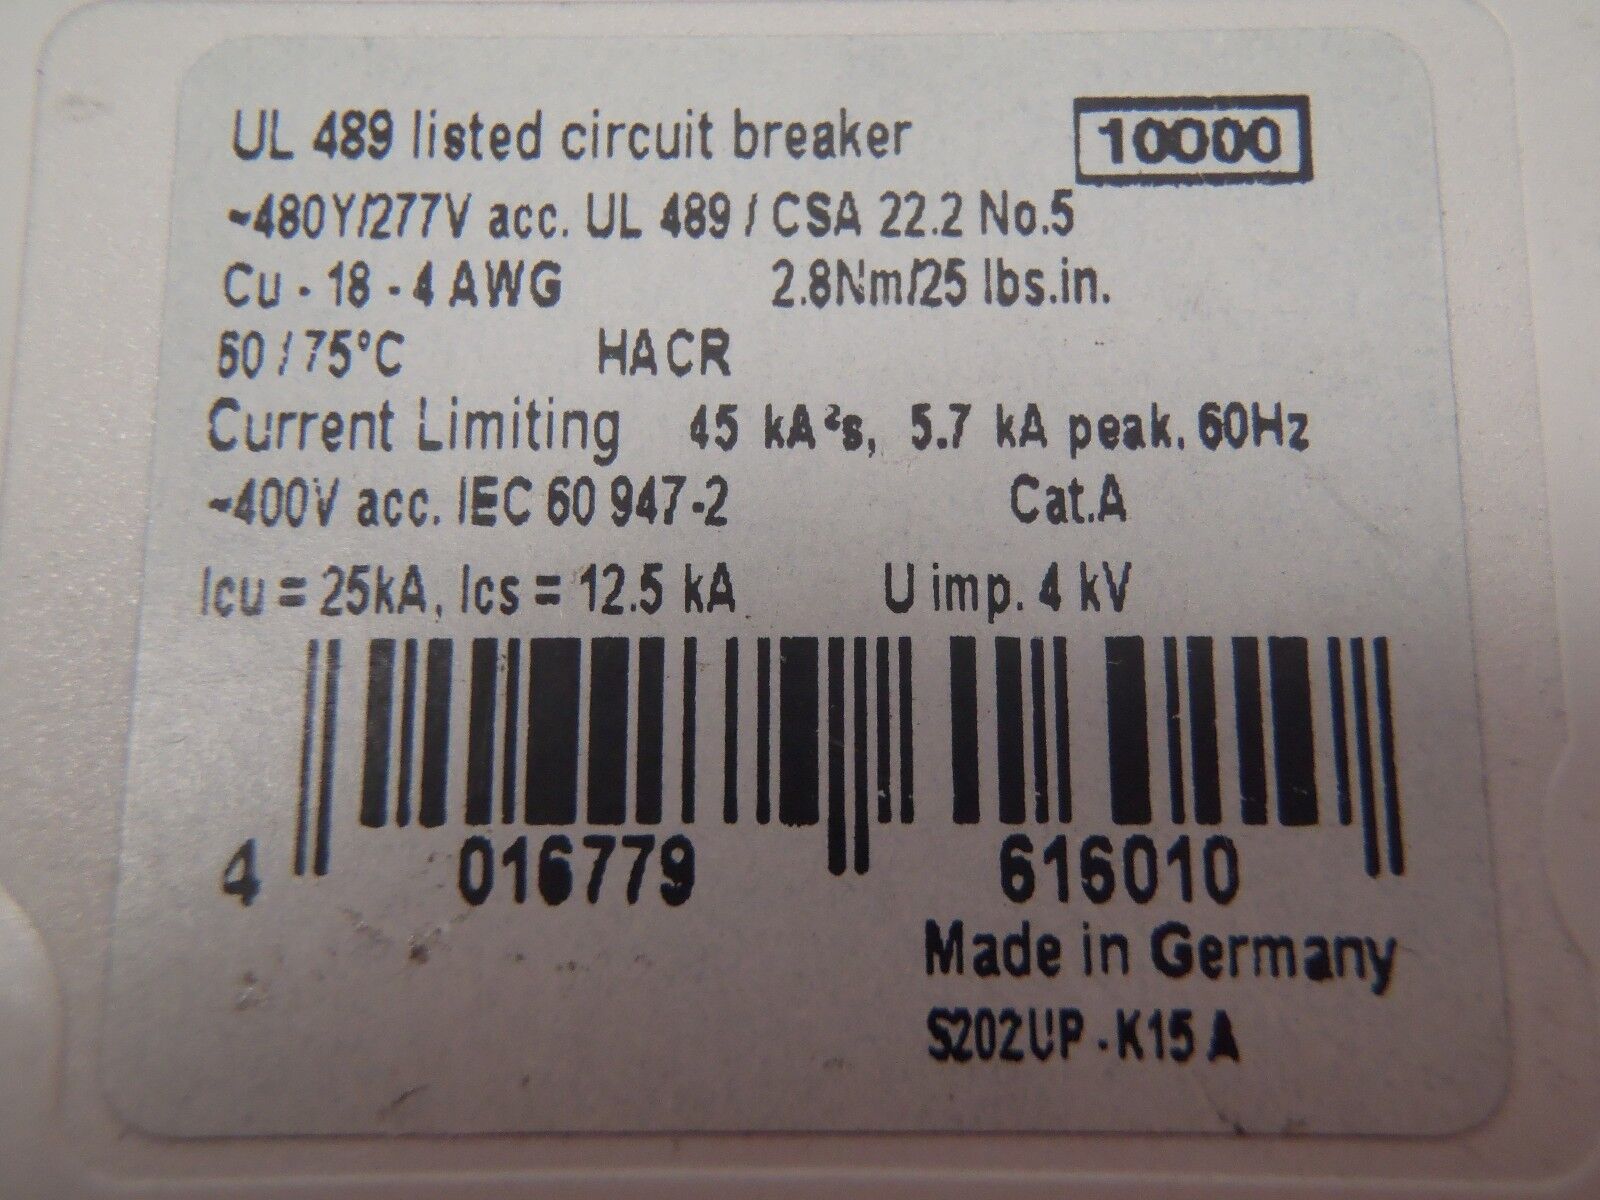 UL 489 listed circuit breaker 10000
~480Y/277V acc. UL 489 / CSA 22.2 No.5
Cu - 18 - 4 AWG 2.8Nm/25 lbs.in.
60 / 75°C HACR
Current Limiting 45 kA²s, 5.7 kA peak. 60Hz
~400V acc. IEC 60 947-2 Cat.A
Icu = 25kA, Ics = 12.5 kA U imp. 4 kV
4 016779 616010
Made in Germany
S202UP - K15 A